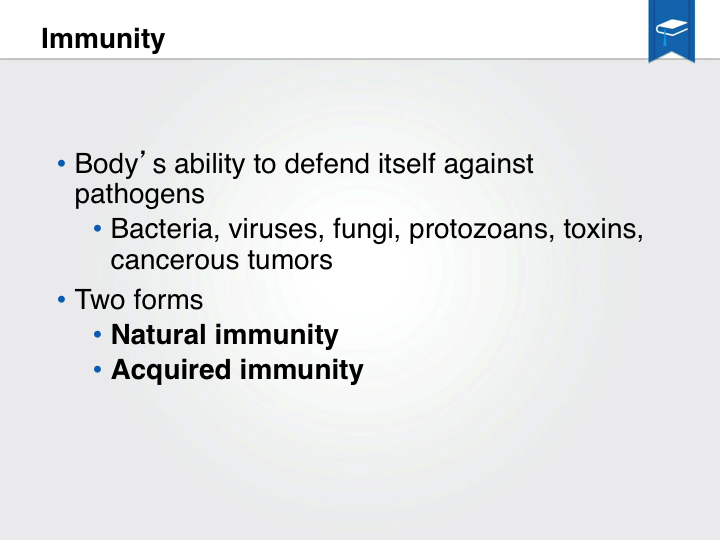 Immunity
• Body’s ability to defend itself against
pathogens
• Bacteria, viruses, fungi, protozoans, toxins,
cancerous tumors
• Two forms
• Natural immunity
• Acquired immunity